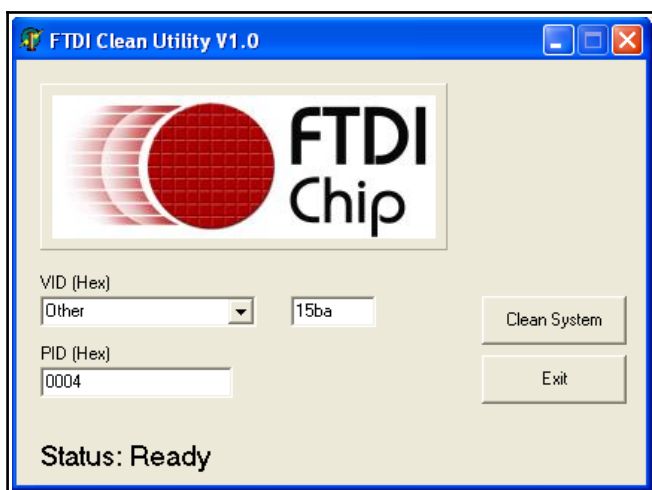 FTDI Clean Utility V1.0
FTDI
Chip
VID (Hex)
Other
15ba
Clean System
PID (Hex)
0004
Exit
Status: Ready